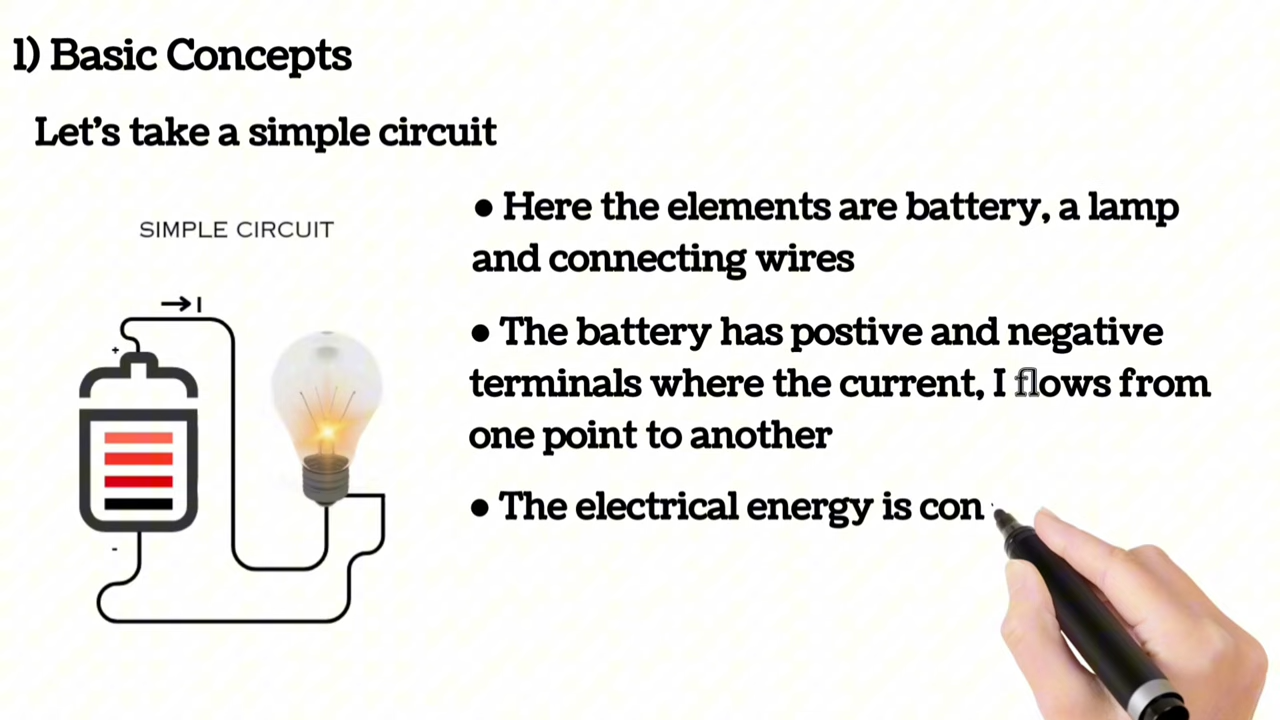 1) Basic Concepts
Let's take a simple circuit
SIMPLE CIRCUIT
→ I
+
-
● Here the elements are battery, a lamp
and connecting wires
● The battery has postive and negative
terminals where the current, I flows from
one point to another
● The electrical energy is con